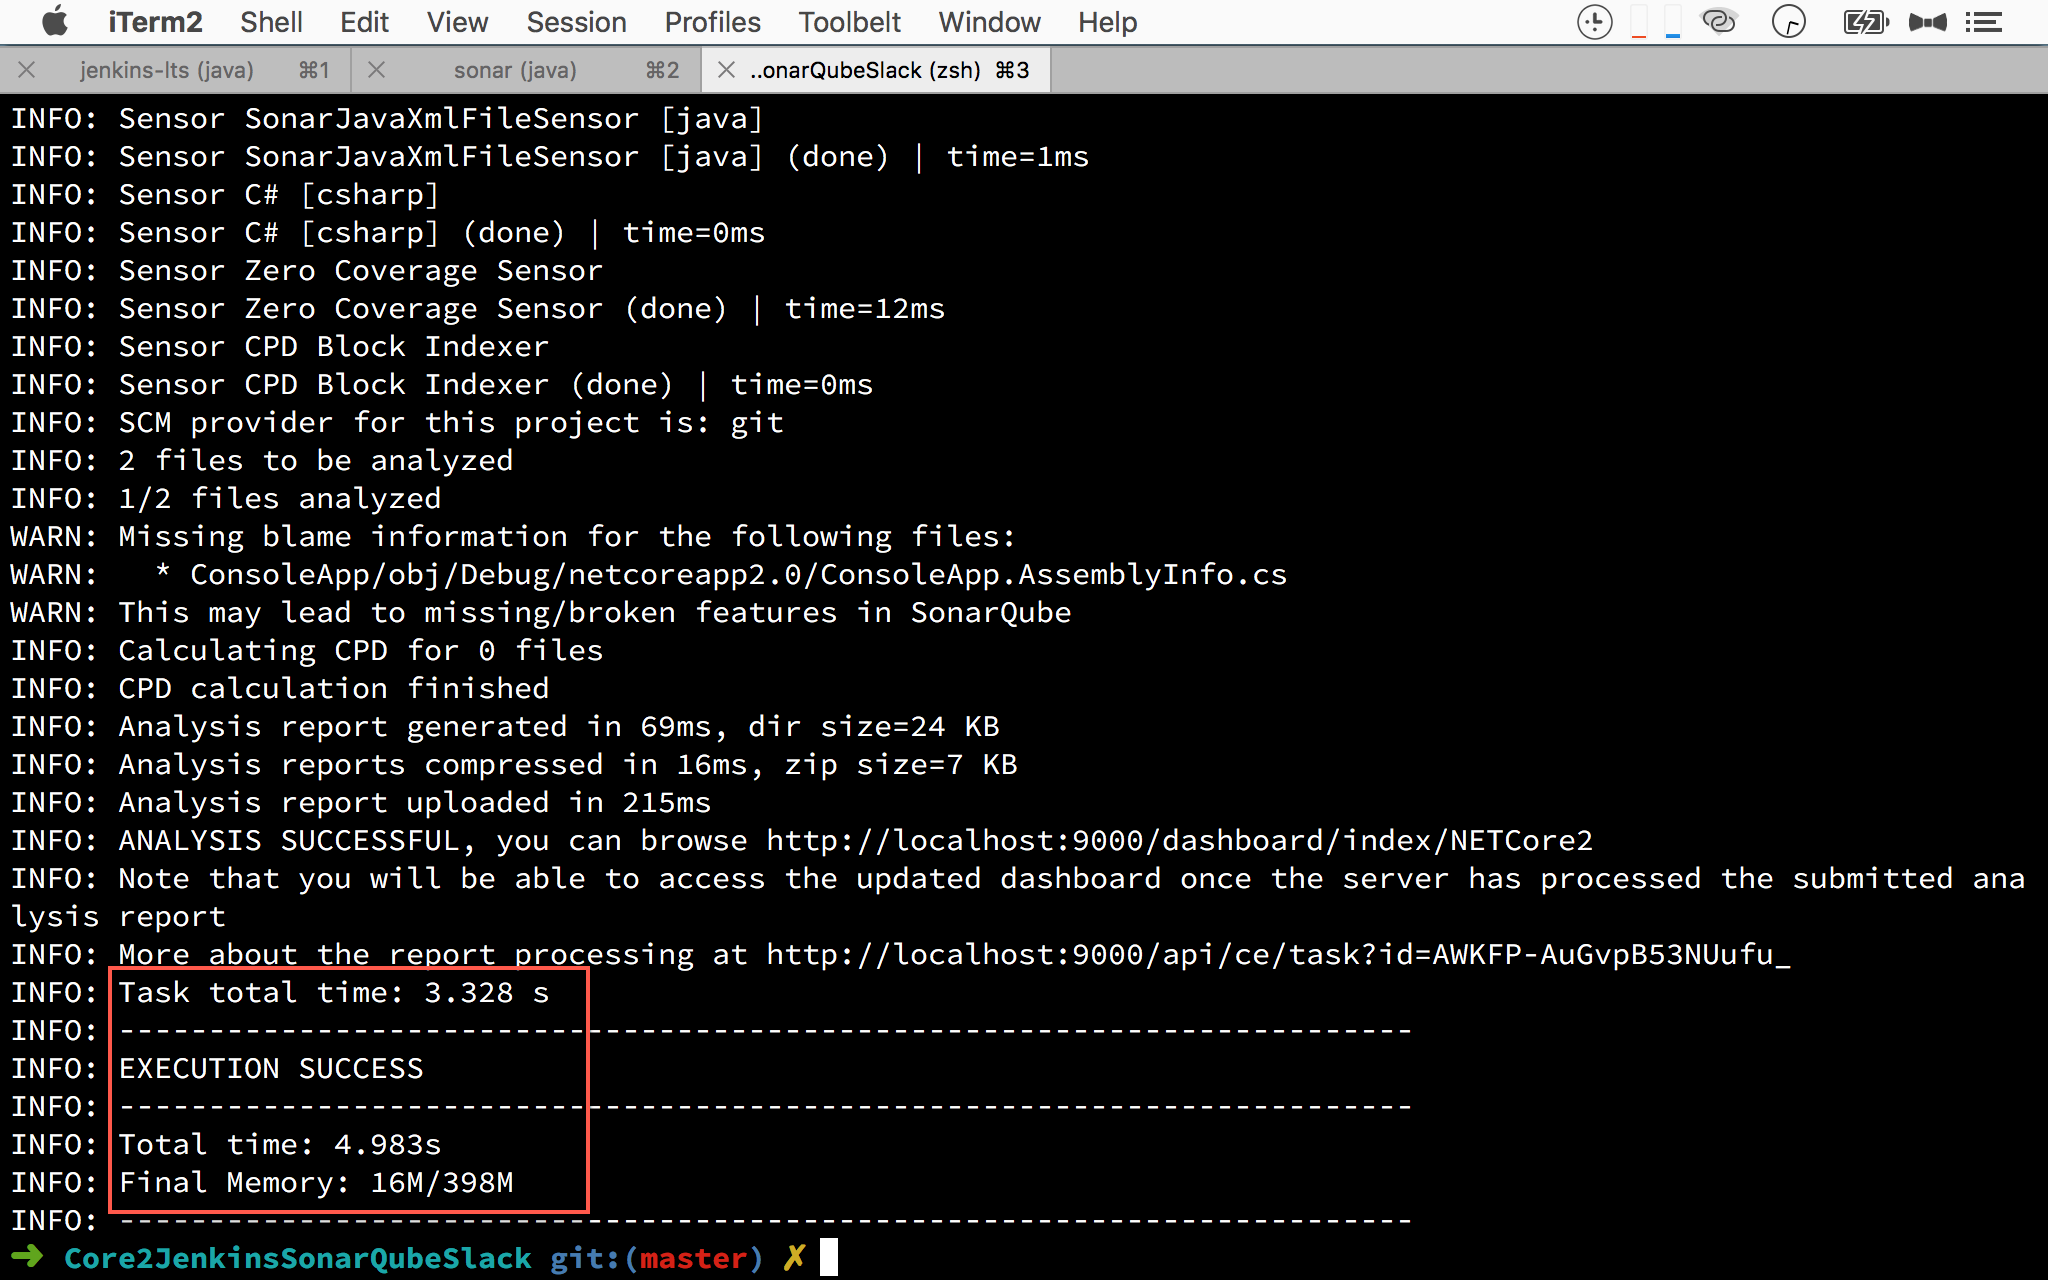 iTerm2 Shell Edit View Session Profiles Toolbelt Window Help
jenkins-lts (java) ⌘1 sonar (java) ⌘2 ..onarQubeSlack (zsh) ⌘3
INFO: Sensor SonarJavaXmlFileSensor [java]
INFO: Sensor SonarJavaXmlFileSensor [java] (done) | time=1ms
INFO: Sensor C# [csharp]
INFO: Sensor C# [csharp] (done) | time=0ms
INFO: Sensor Zero Coverage Sensor
INFO: Sensor Zero Coverage Sensor (done) | time=12ms
INFO: Sensor CPD Block Indexer
INFO: Sensor CPD Block Indexer (done) | time=0ms
INFO: SCM provider for this project is: git
INFO: 2 files to be analyzed
INFO: 1/2 files analyzed
WARN: Missing blame information for the following files:
WARN:   * ConsoleApp/obj/Debug/netcoreapp2.0/ConsoleApp.AssemblyInfo.cs
WARN: This may lead to missing/broken features in SonarQube
INFO: Calculating CPD for 0 files
INFO: CPD calculation finished
INFO: Analysis report generated in 69ms, dir size=24 KB
INFO: Analysis reports compressed in 16ms, zip size=7 KB
INFO: Analysis report uploaded in 215ms
INFO: ANALYSIS SUCCESSFUL, you can browse http://localhost:9000/dashboard/index/NETCore2
INFO: Note that you will be able to access the updated dashboard once the server has processed the submitted ana
lysis report
INFO: More about the report processing at http://localhost:9000/api/ce/task?id=AWKFP-AuGvpB53NUufu_
INFO: Task total time: 3.328 s
INFO: ------------------------------------------------------------------------
INFO: EXECUTION SUCCESS
INFO: ------------------------------------------------------------------------
INFO: Total time: 4.983s
INFO: Final Memory: 16M/398M
INFO: ------------------------------------------------------------------------
➜ Core2JenkinsSonarQubeSlack git:(master) ✗